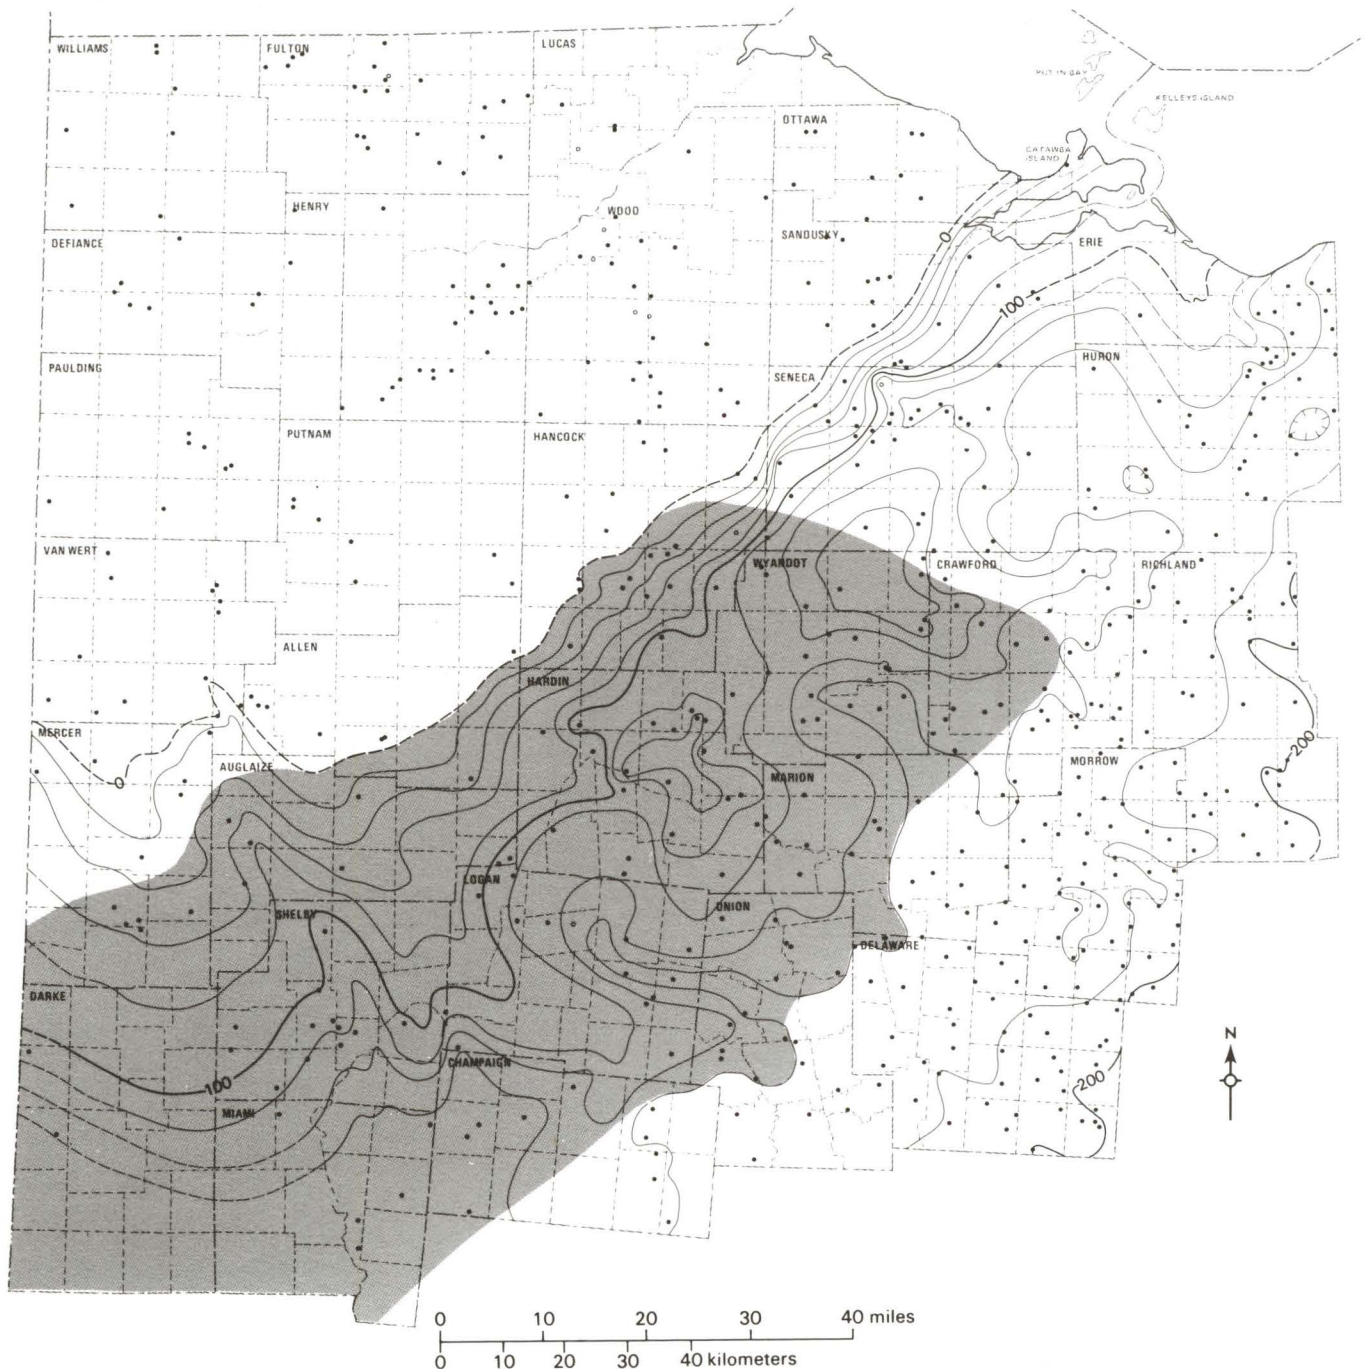 WILLIAMS
FULTON
LUCAS
PUT-IN-BAY
KELLEYS ISLAND
OTTAWA
CATAWBA
ISLAND
HENRY
WOOD
DEFIANCE
SANDUSKY
0
ERIE
100
PAULDING
SENECA
HURON
PUTNAM
HANCOCK
VAN WERT
WYANDOT
CRAWFORD
RICHLAND
ALLEN
HARDIN
MERCER
0
AUGLAIZE
MARION
MORROW
200
LOGAN
SHELBY
UNION
DELAWARE
DARKE
N
CHAMPAIGN
100
MIAMI
200
0 10 20 30 40 miles
0 10 20 30 40 kilometers